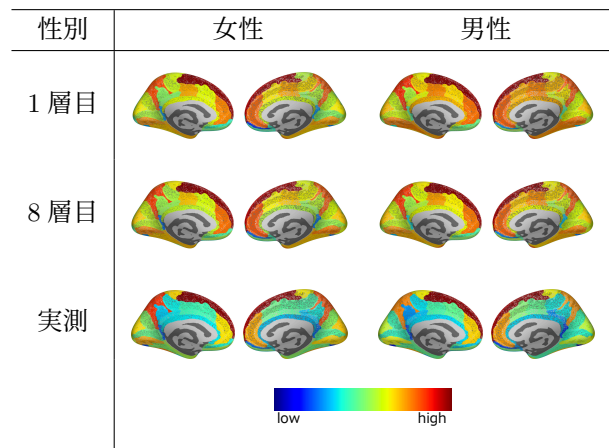 性別 女性 男性
1 層目
8 層目
実測
low high